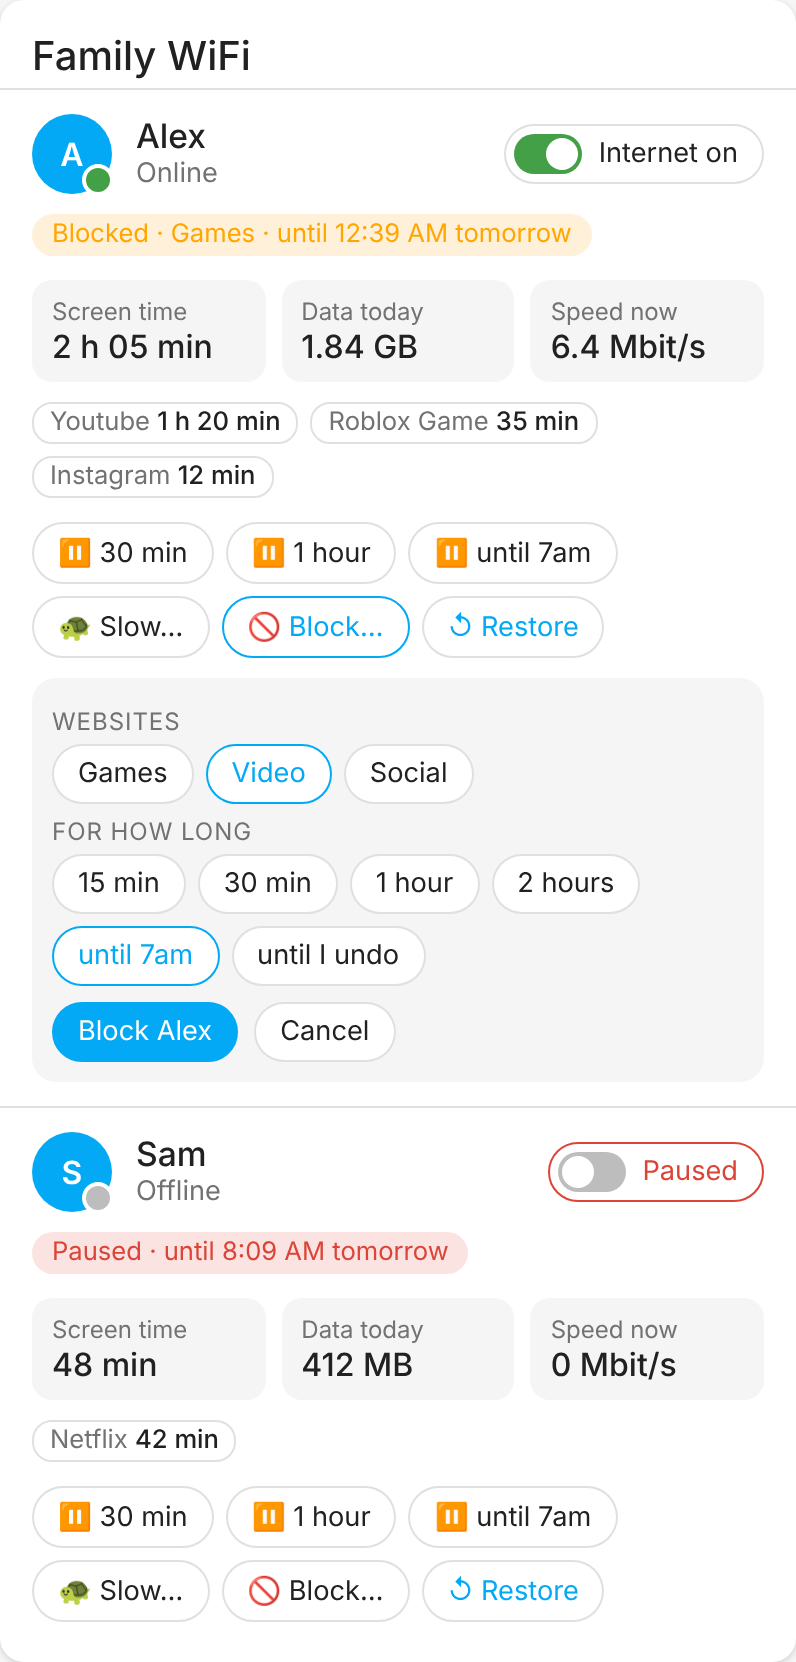 Family WiFi
A
Alex
Online
Internet on
Blocked · Games · until 12:39 AM tomorrow
Screen time
2 h 05 min
Data today
1.84 GB
Speed now
6.4 Mbit/s
Youtube 1 h 20 min
Roblox Game 35 min
Instagram 12 min
⏸️ 30 min
⏸️ 1 hour
⏸️ until 7am
🐢 Slow...
🚫 Block...
Restore
WEBSITES
Games
Video
Social
FOR HOW LONG
15 min
30 min
1 hour
2 hours
until 7am
until I undo
Block Alex
Cancel
S
Sam
Offline
Paused
Paused · until 8:09 AM tomorrow
Screen time
48 min
Data today
412 MB
Speed now
0 Mbit/s
Netflix 42 min
⏸️ 30 min
⏸️ 1 hour
⏸️ until 7am
🐢 Slow...
🚫 Block...
Restore